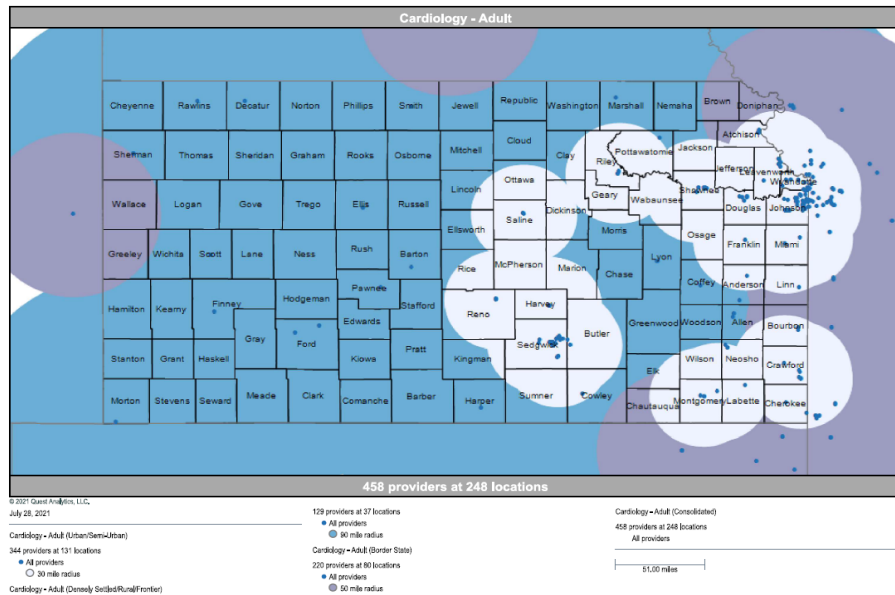 Cardiology - Adult
Cheyenne Rawlins Decatur Norton Phillips Smith Jewell Republic Washington Marshall Nemaha Brown Doniphan
Atchison
Sherman Thomas Sheridan Graham Rooks Osborne Mitchell Cloud Clay Riley Pottawatomie Jackson Jefferson Leavenworth
Wyandotte
Wallace Logan Gove Trego Ellis Russell Lincoln Ottawa Geary Wabaunsee Shawnee Douglas Johnson
Saline Dickinson Morris
Ellsworth Osage
Greeley Wichita Scott Lane Ness Rush Barton Rice McPherson Marion Chase Lyon Franklin Miami
Pawnee Coffey Anderson Linn
Hamilton Kearny Finney Hodgeman Stafford Reno Harvey
Edwards
Gray Ford Sedgwick Butler Greenwood Woodson Allen Bourbon
Stanton Grant Haskell Kiowa Pratt Kingman Elk Wilson Neosho Crawford
Morton Stevens Seward Meade Clark Comanche Barber Harper Sumner Cowley Chautauqua Montgomery Labette Cherokee
458 providers at 248 locations
© 2021 Quest Analytics, LLC.
July 28, 2021
Cardiology - Adult (Urban/Semi-Urban)
344 providers at 131 locations
All providers
30 mile radius
Cardiology - Adult (Densely Settled/Rural/Frontier)
129 providers at 37 locations
All providers
90 mile radius
Cardiology - Adult (Border State)
220 providers at 80 locations
All providers
50 mile radius
Cardiology - Adult (Consolidated)
458 providers at 248 locations
All providers
51.00 miles